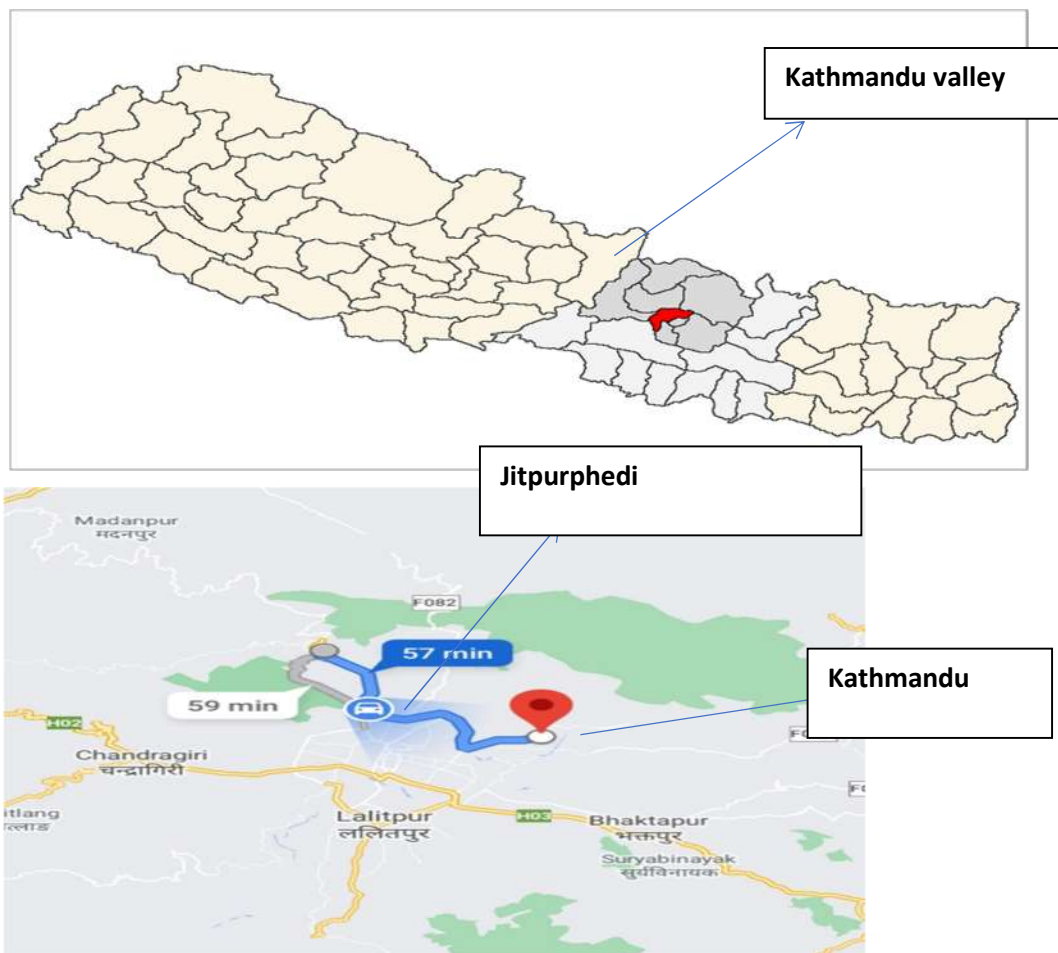 Kathmandu valley
Jitpurphedi
Madanpur
मदनपुर
F082
57 min
59 min
Kathmandu
H02
Chandragiri
चन्द्रागिरी
Lalitpur
ललितपुर
H03
Bhaktapur
भक्तपुर
Suryabinayak
सुर्यविनायक